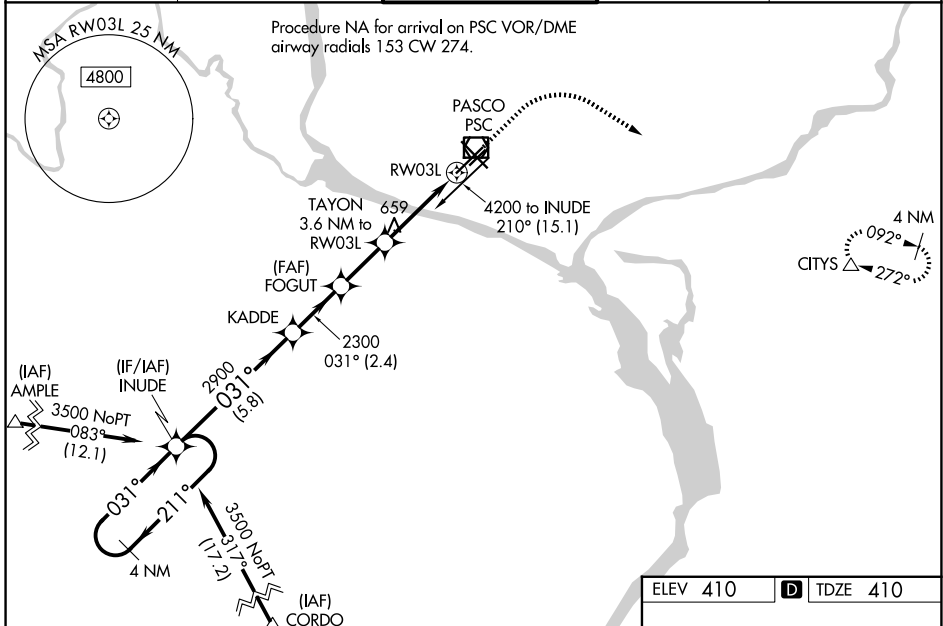 MSA RW03L 25 NM
4800
Procedure NA for arrival on PSC VOR/DME
airway radials 153 CW 274.
PASCO
PSC
RW03L
TAYON
3.6 NM to
RW03L
659
4200 to INUDE
210° (15.1)
4 NM
092°
CITYS
272°
(FAF)
FOGUT
KADDE
2300
031° (2.4)
(IF/IAF)
INUDE
2900
031°
(5.8)
(IAF)
AMPLE
3500 NoPT
083°
(12.1)
031°
211°
4 NM
3500 NoPT
317°
(17.2)
(IAF)
CORDO
ELEV 410
D
TDZE 410